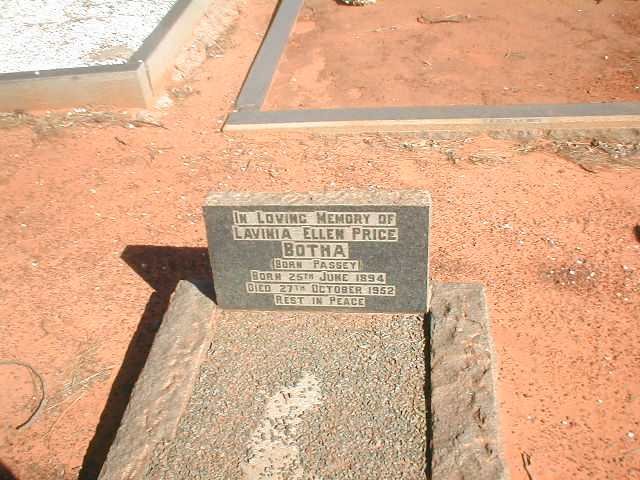 In Loving Memory of
Lavinia Ellen Price
Botha
(Born Passey)
Born 25th June 1894
Died 27th October 1952
Rest in Peace